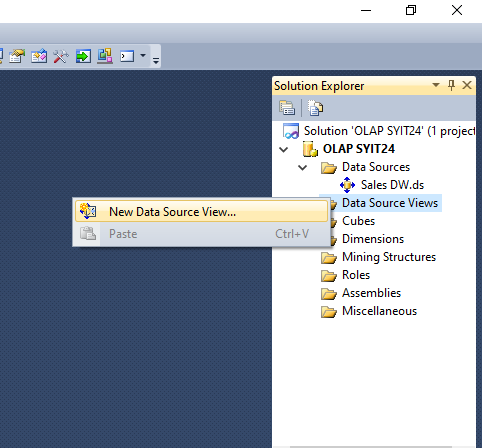 Solution Explorer
Solution 'OLAP SYIT24' (1 project
OLAP SYIT24
Data Sources
Sales DW.ds
Data Source Views
New Data Source View...
Cubes
Paste Ctrl+V
Dimensions
Mining Structures
Roles
Assemblies
Miscellaneous